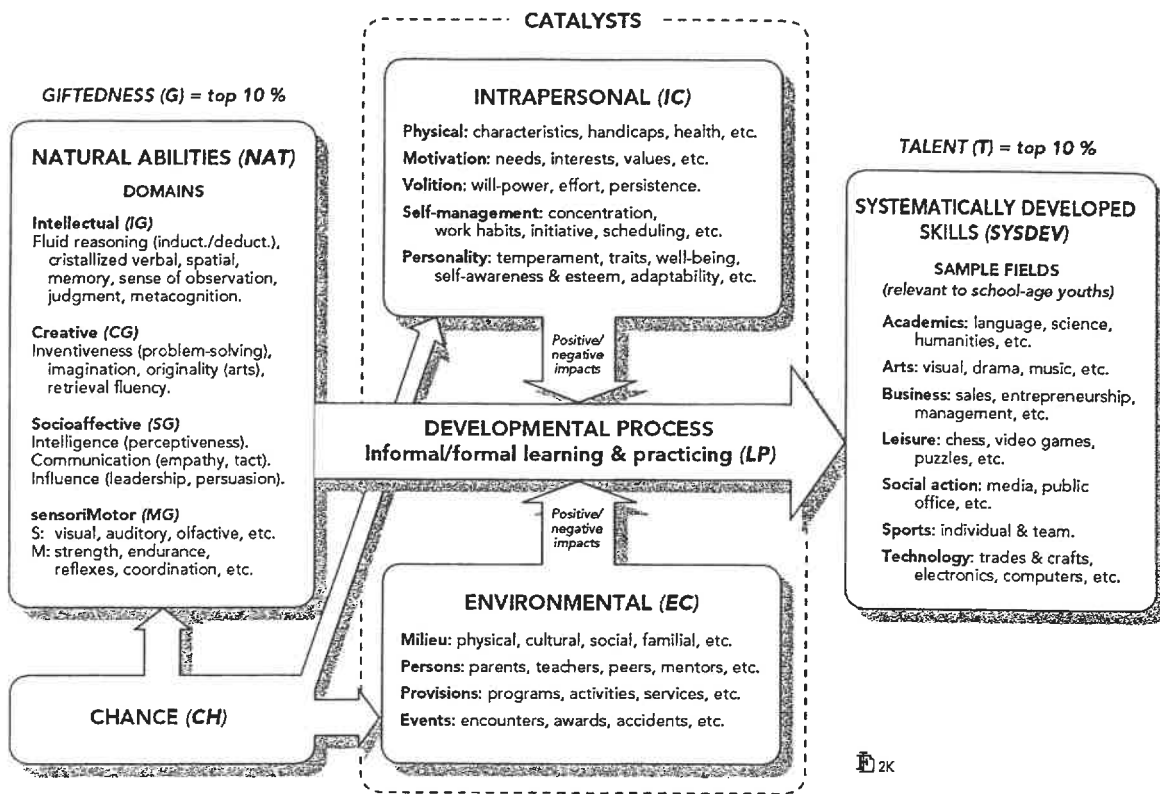 CATALYSTS
GIFTEDNESS (G) = top 10 %
NATURAL ABILITIES (NAT)
DOMAINS
Intellectual (IG)
Fluid reasoning (induct./deduct.),
cristallized verbal, spatial,
memory, sense of observation,
judgment, metacognition.
Creative (CG)
Inventiveness (problem-solving),
imagination, originality (arts),
retrieval fluency.
Socioaffective (SG)
Intelligence (perceptiveness).
Communication (empathy, tact).
Influence (leadership, persuasion).
sensoriMotor (MG)
S: visual, auditory, olfactive, etc.
M: strength, endurance,
reflexes, coordination, etc.
CHANCE (CH)
INTRAPERSONAL (IC)
Physical: characteristics, handicaps, health, etc.
Motivation: needs, interests, values, etc.
Volition: will-power, effort, persistence.
Self-management: concentration,
work habits, initiative, scheduling, etc.
Personality: temperament, traits, well-being,
self-awareness & esteem, adaptability, etc.
Positive/
negative
impacts
DEVELOPMENTAL PROCESS
Informal/formal learning & practicing (LP)
Positive/
negative
impacts
ENVIRONMENTAL (EC)
Milieu: physical, cultural, social, familial, etc.
Persons: parents, teachers, peers, mentors, etc.
Provisions: programs, activities, services, etc.
Events: encounters, awards, accidents, etc.
TALENT (T) = top 10 %
SYSTEMATICALLY DEVELOPED
SKILLS (SYSDEV)
SAMPLE FIELDS
(relevant to school-age youths)
Academics: language, science,
humanities, etc.
Arts: visual, drama, music, etc.
Business: sales, entrepreneurship,
management, etc.
Leisure: chess, video games,
puzzles, etc.
Social action: media, public
office, etc.
Sports: individual & team.
Technology: trades & crafts,
electronics, computers, etc.
2K